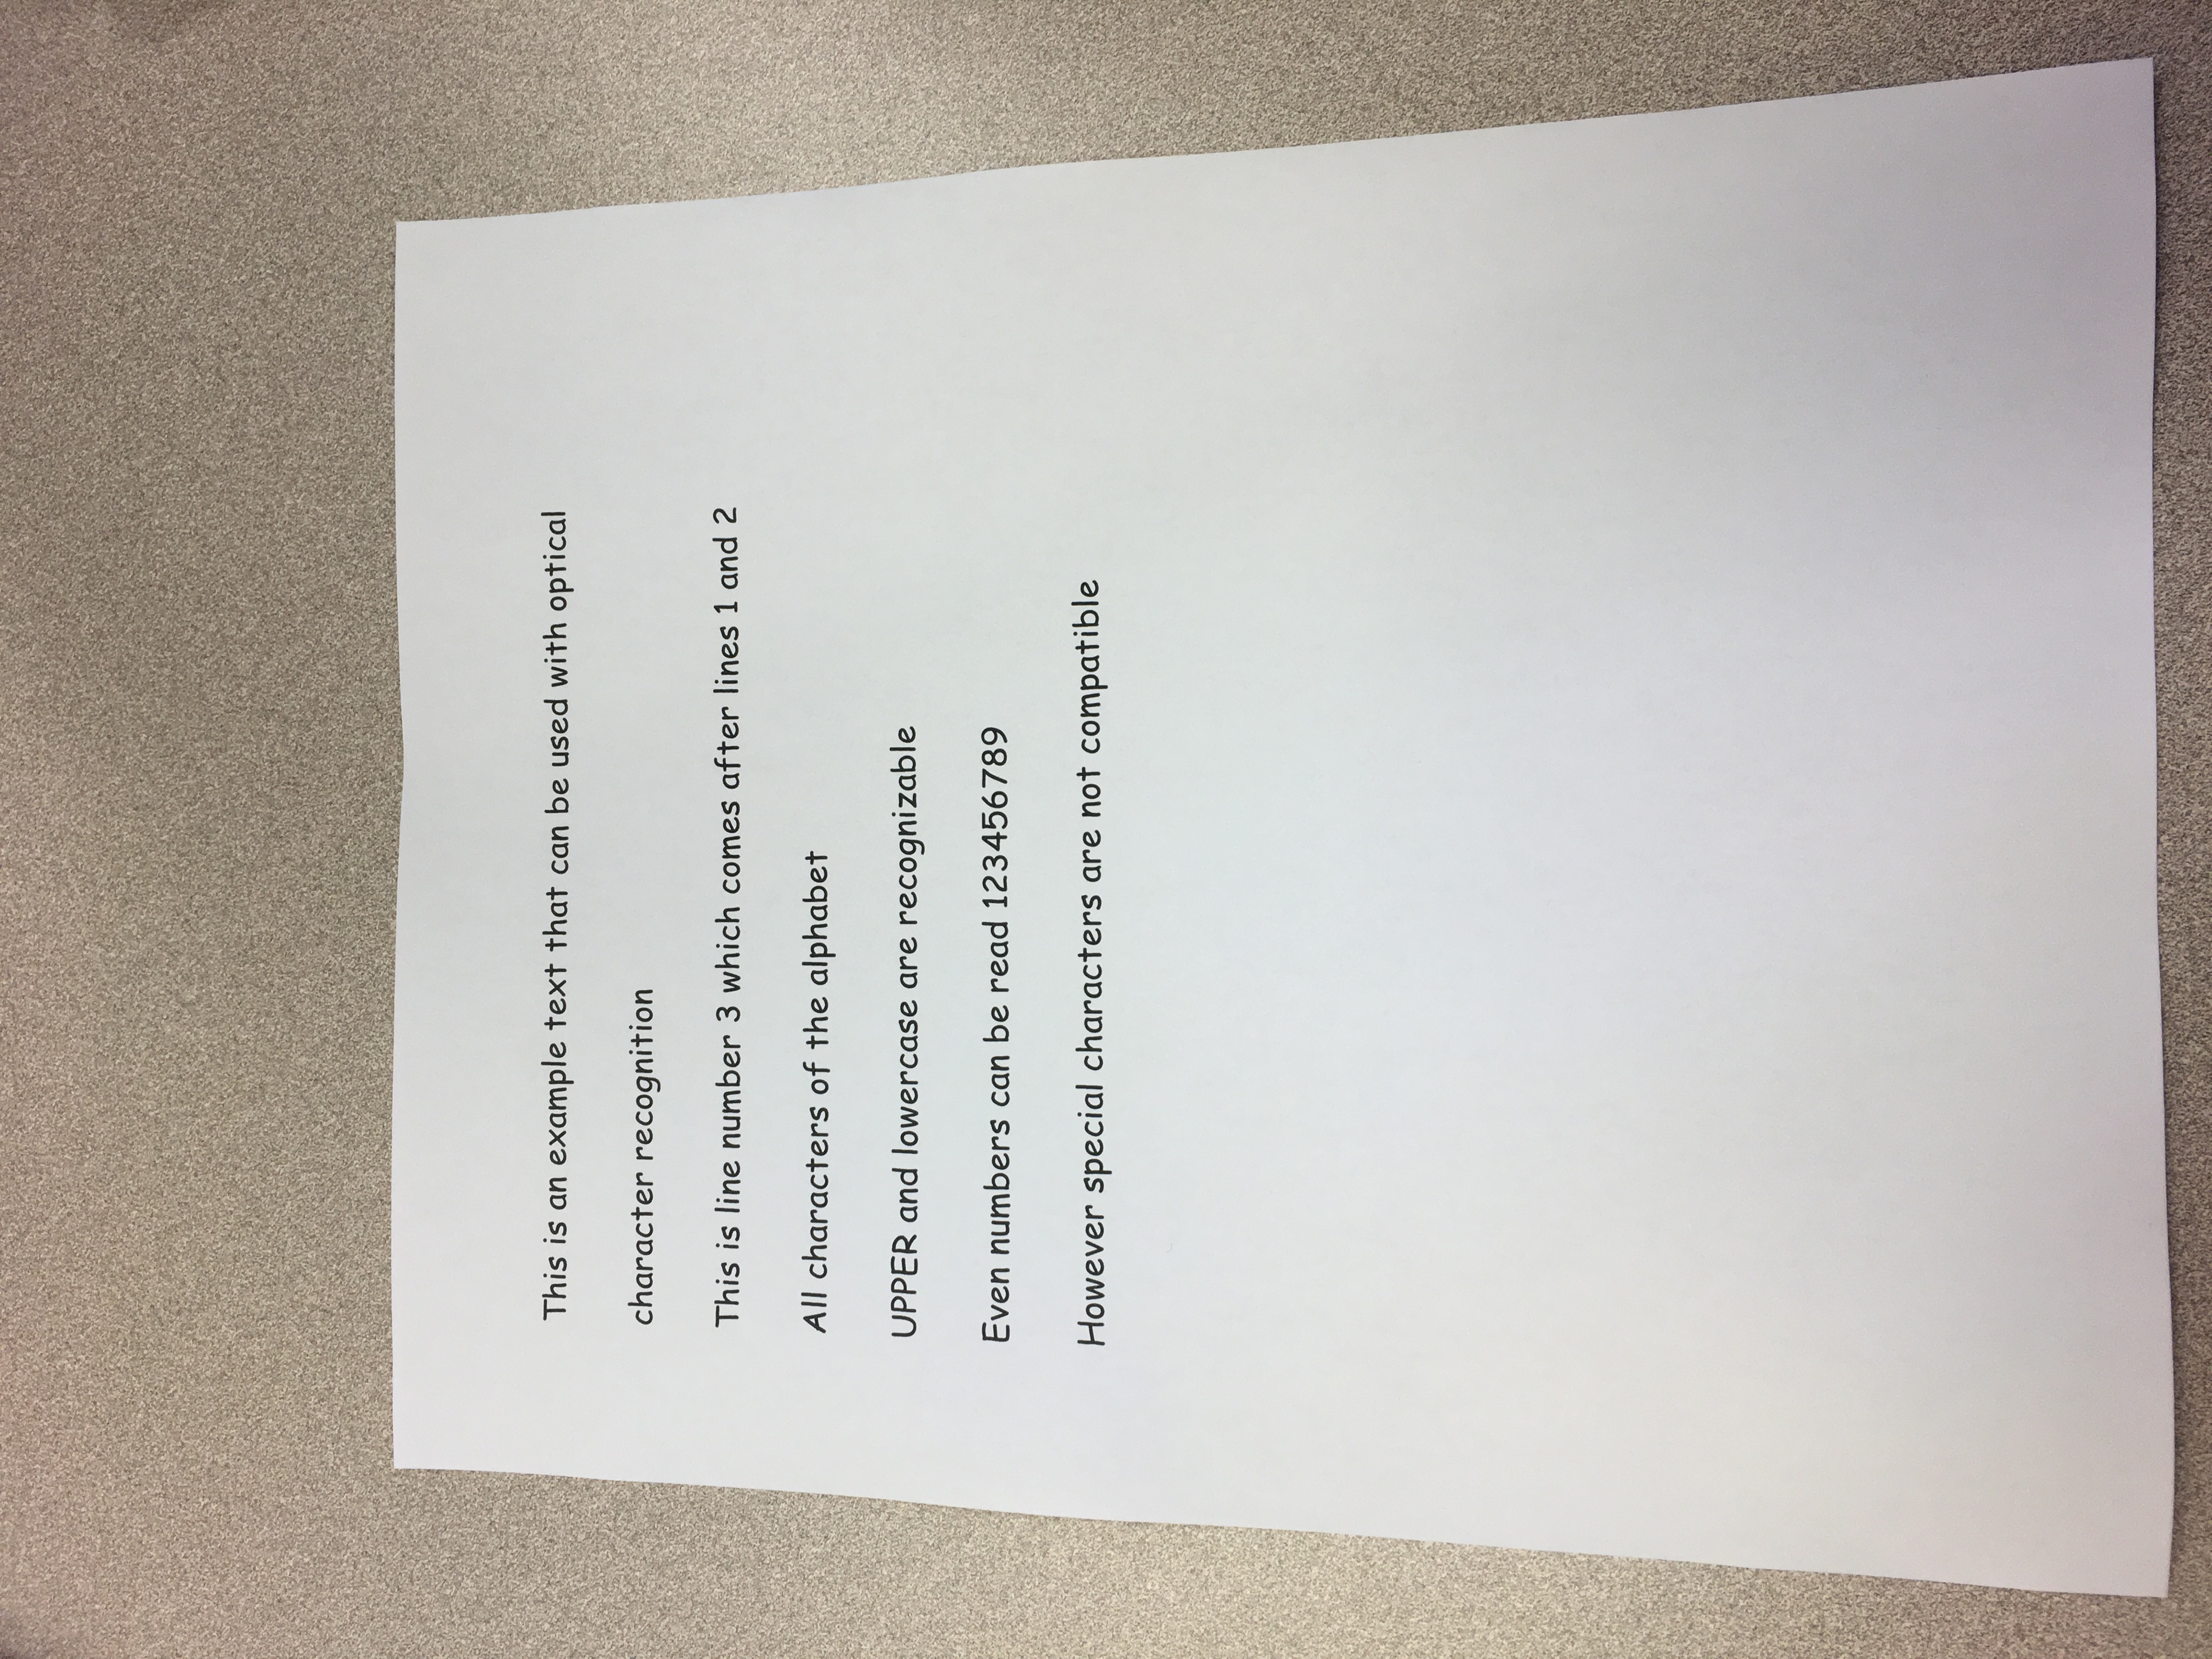 This is an example text that can be used with optical
character recognition
This is line number 3 which comes after lines 1 and 2
All characters of the alphabet
UPPER and lowercase are recognizable
Even numbers can be read 123456789
However special characters are not compatible